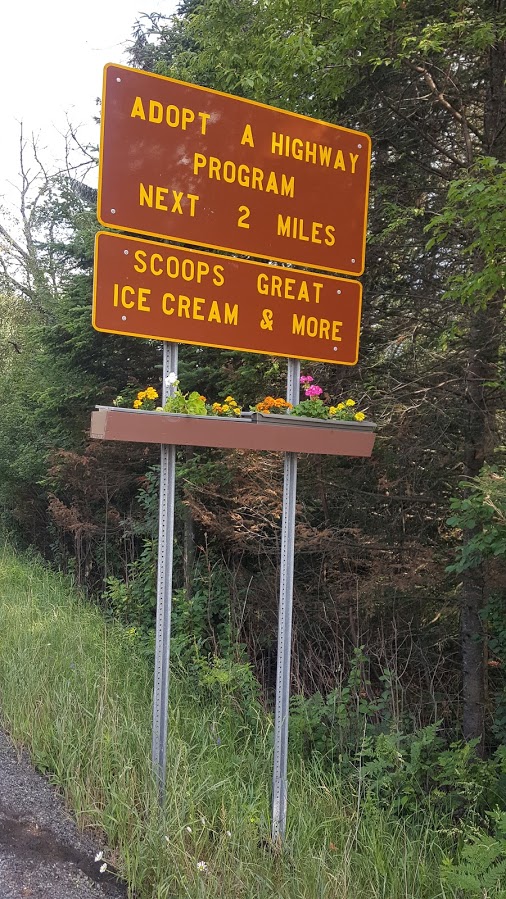 ADOPT A HIGHWAY
PROGRAM
NEXT 2 MILES
SCOOPS GREAT
ICE CREAM & MORE